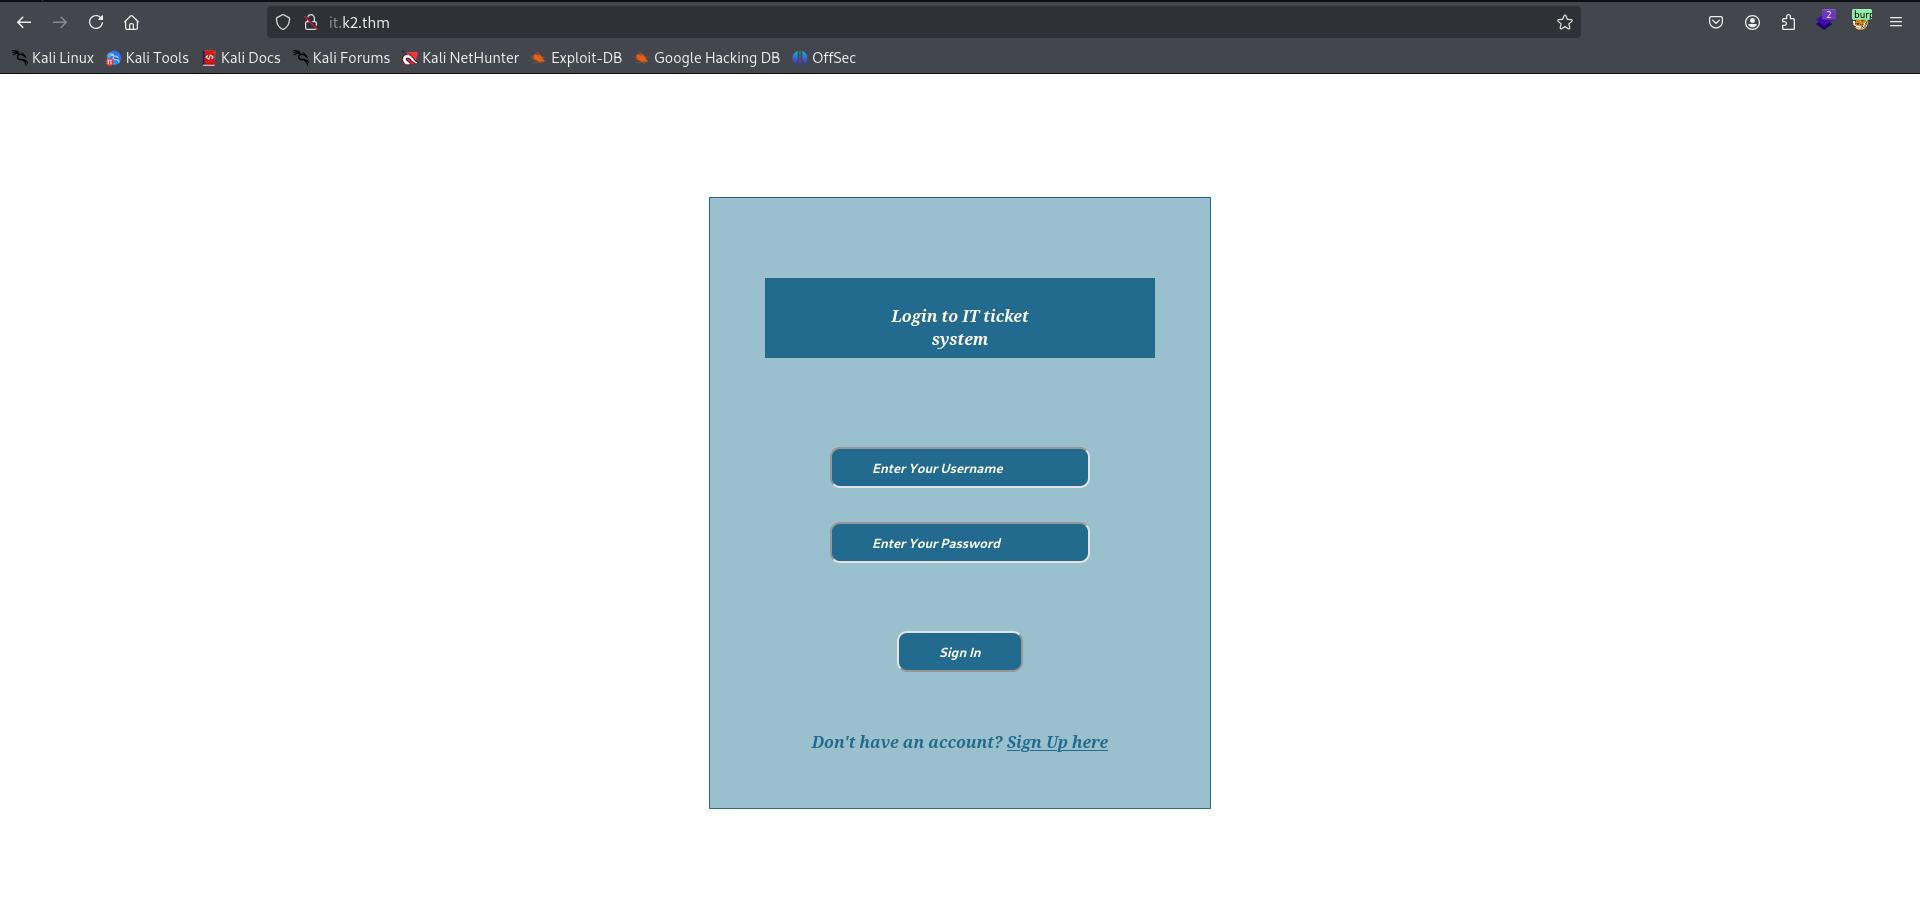 it.k2.thm
2
burp
Kali Linux Kali Tools Kali Docs Kali Forums Kali NetHunter Exploit-DB Google Hacking DB OffSec
Login to IT ticket
system
Enter Your Username
Enter Your Password
Sign In
Don't have an account? Sign Up here